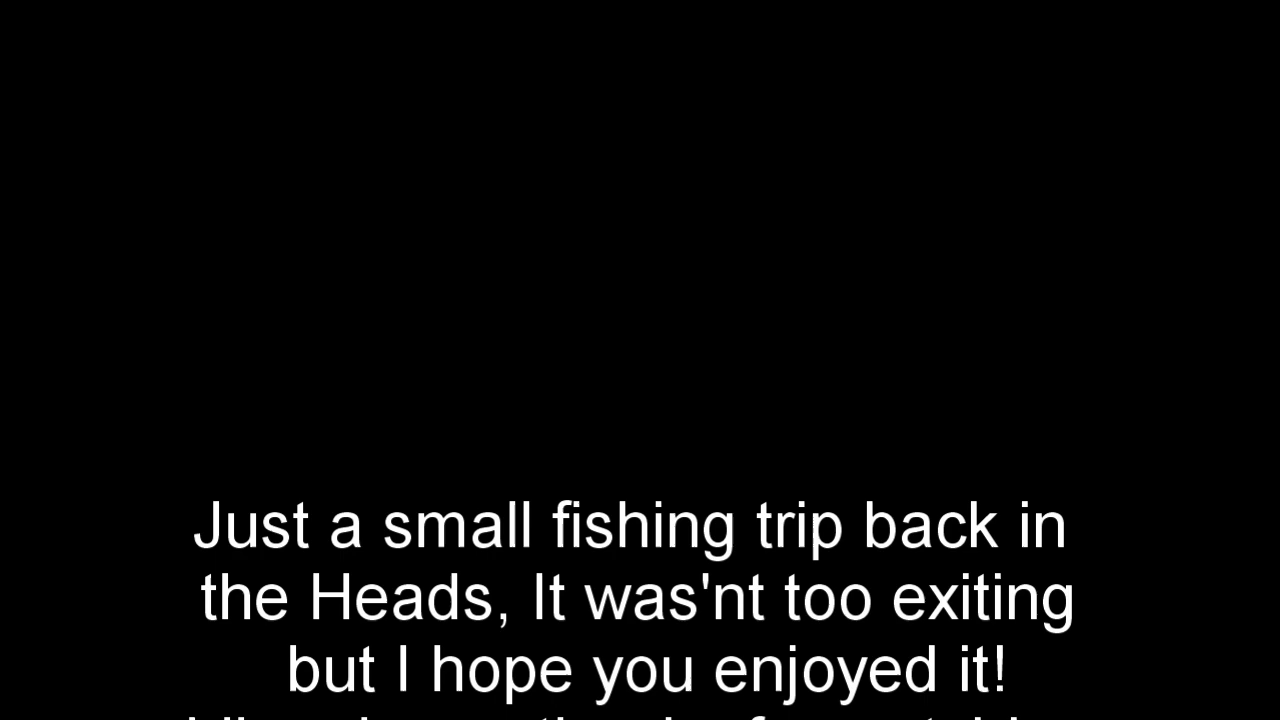 Just a small fishing trip back in
the Heads, It was'nt too exiting
but I hope you enjoyed it!